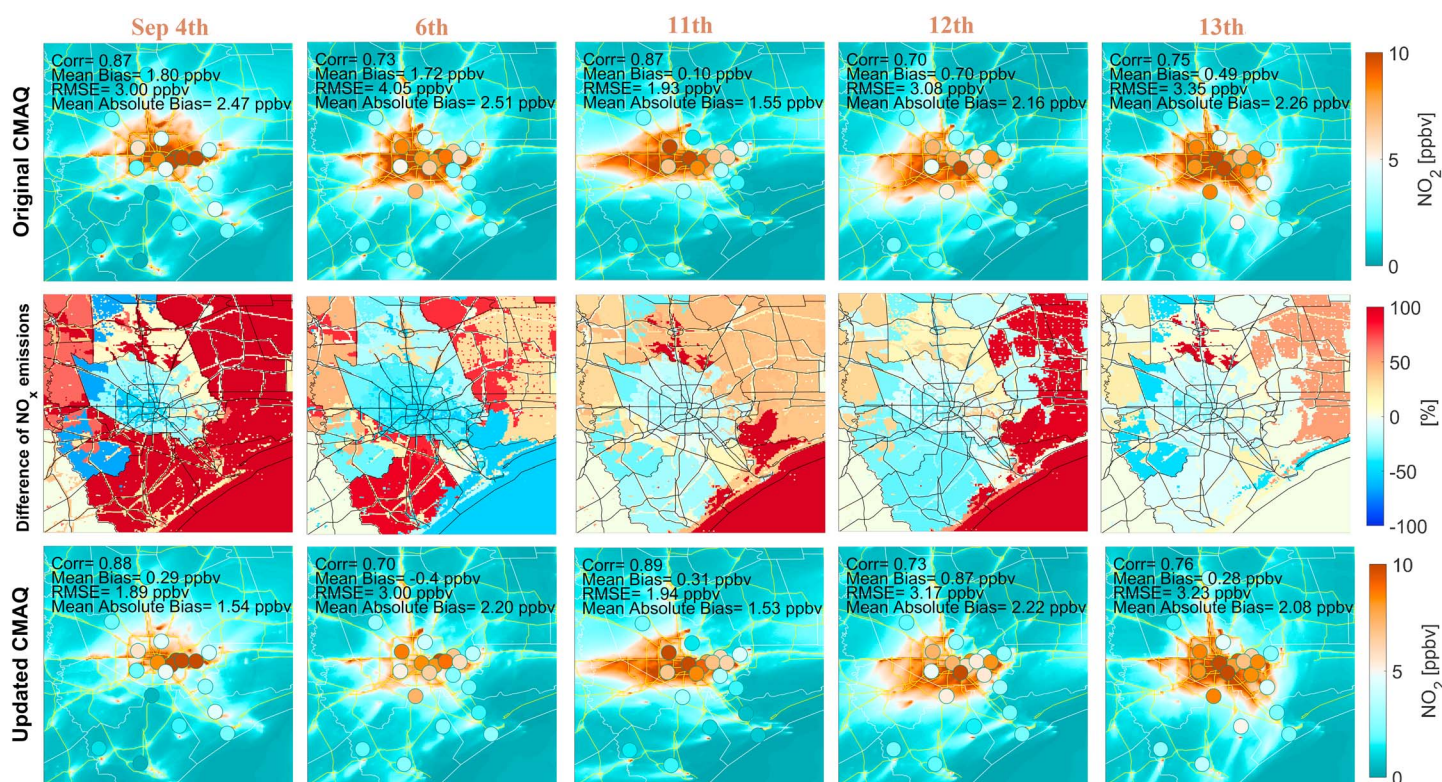 Sep 4th
6th
11th
12th
13th
Original CMAQ
Corr= 0.87
Mean Bias= 1.80 ppbv
RMSE= 3.00 ppbv
Mean Absolute Bias= 2.47 ppbv
Corr= 0.73
Mean Bias= 1.72 ppbv
RMSE= 4.05 ppbv
Mean Absolute Bias= 2.51 ppbv
Corr= 0.87
Mean Bias= 0.10 ppbv
RMSE= 1.93 ppbv
Mean Absolute Bias= 1.55 ppbv
Corr= 0.70
Mean Bias= 0.70 ppbv
RMSE= 3.08 ppbv
Mean Absolute Bias= 2.16 ppbv
Corr= 0.75
Mean Bias= 0.49 ppbv
RMSE= 3.35 ppbv
Mean Absolute Bias= 2.26 ppbv
10
5
0
NO2 [ppbv]
Difference of NOx emissions
100
50
0
-50
-100
[%]
Updated CMAQ
Corr= 0.88
Mean Bias= 0.29 ppbv
RMSE= 1.89 ppbv
Mean Absolute Bias= 1.54 ppbv
Corr= 0.70
Mean Bias= -0.4 ppbv
RMSE= 3.00 ppbv
Mean Absolute Bias= 2.20 ppbv
Corr= 0.89
Mean Bias= 0.31 ppbv
RMSE= 1.94 ppbv
Mean Absolute Bias= 1.53 ppbv
Corr= 0.73
Mean Bias= 0.87 ppbv
RMSE= 3.17 ppbv
Mean Absolute Bias= 2.22 ppbv
Corr= 0.76
Mean Bias= 0.28 ppbv
RMSE= 3.23 ppbv
Mean Absolute Bias= 2.08 ppbv
10
5
0
NO2 [ppbv]